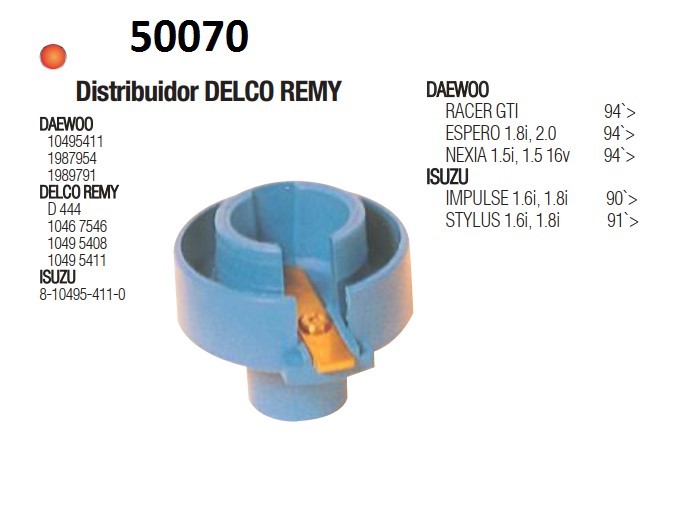 50070
Distribuidor DELCO REMY
DAEWOO
10495411
1987954
1989791
DELCO REMY
D 444
1046 7546
1049 5408
1049 5411
ISUZU
8-10495-411-0
DAEWOO
RACER GTI 94`>
ESPERO 1.8i, 2.0 94`>
NEXIA 1.5i, 1.5 16v 94`>
ISUZU
IMPULSE 1.6i, 1.8i 90`>
STYLUS 1.6i, 1.8i 91`>